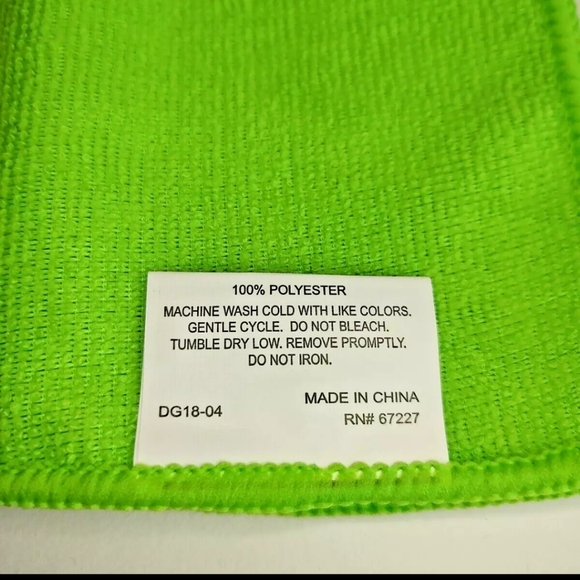 100% POLYESTER
MACHINE WASH COLD WITH LIKE COLORS.
GENTLE CYCLE. DO NOT BLEACH.
TUMBLE DRY LOW. REMOVE PROMPTLY.
DO NOT IRON.
DG18-04
MADE IN CHINA
RN# 67227